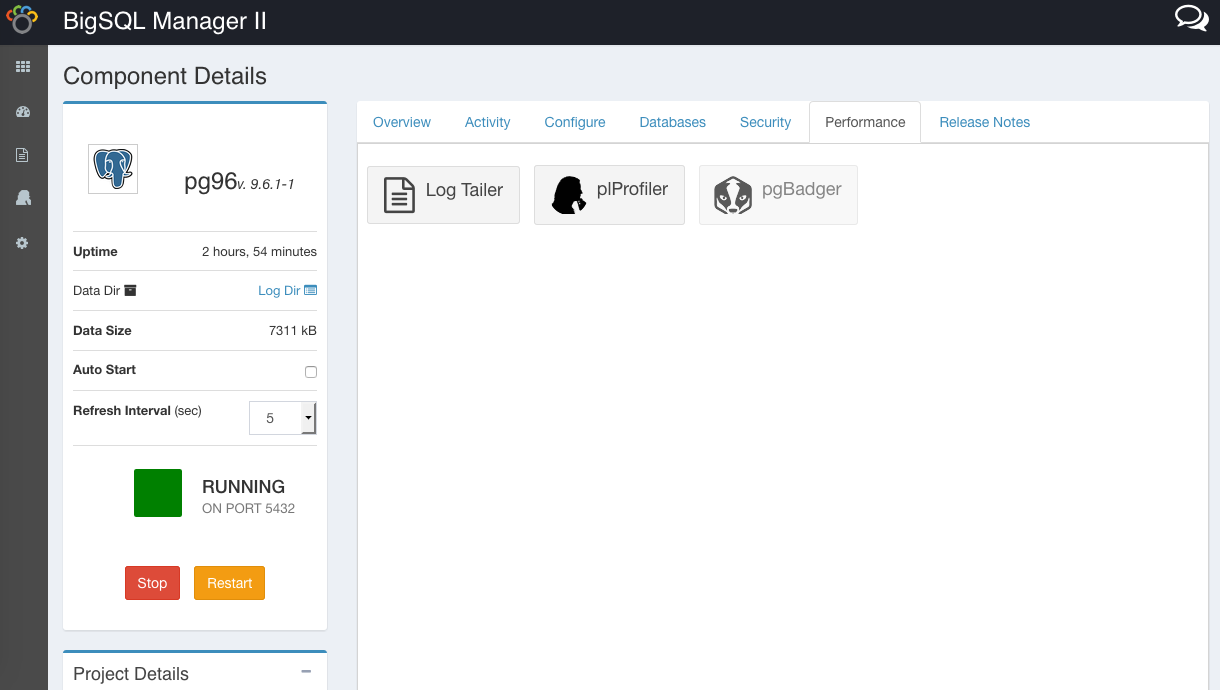 BigSQL Manager II
Component Details
pg96v. 9.6.1-1
Uptime 2 hours, 54 minutes
Data Dir Log Dir
Data Size 7311 kB
Auto Start
Refresh Interval (sec) 5
RUNNING
ON PORT 5432
Stop Restart
Project Details
Overview Activity Configure Databases Security Performance Release Notes
Log Tailer plProfiler pgBadger